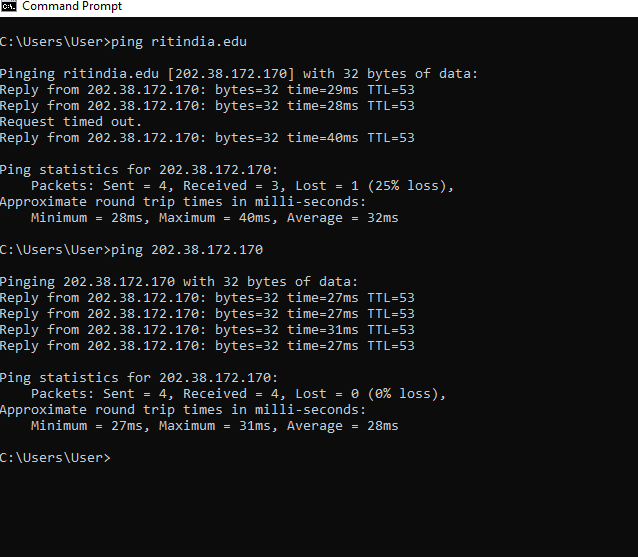 Command Prompt
C:\Users\User>ping ritindia.edu
Pinging ritindia.edu [202.38.172.170] with 32 bytes of data:
Reply from 202.38.172.170: bytes=32 time=29ms TTL=53
Reply from 202.38.172.170: bytes=32 time=28ms TTL=53
Request timed out.
Reply from 202.38.172.170: bytes=32 time=40ms TTL=53
Ping statistics for 202.38.172.170:
    Packets: Sent = 4, Received = 3, Lost = 1 (25% loss),
Approximate round trip times in milli-seconds:
    Minimum = 28ms, Maximum = 40ms, Average = 32ms
C:\Users\User>ping 202.38.172.170
Pinging 202.38.172.170 with 32 bytes of data:
Reply from 202.38.172.170: bytes=32 time=27ms TTL=53
Reply from 202.38.172.170: bytes=32 time=27ms TTL=53
Reply from 202.38.172.170: bytes=32 time=31ms TTL=53
Reply from 202.38.172.170: bytes=32 time=27ms TTL=53
Ping statistics for 202.38.172.170:
    Packets: Sent = 4, Received = 4, Lost = 0 (0% loss),
Approximate round trip times in milli-seconds:
    Minimum = 27ms, Maximum = 31ms, Average = 28ms
C:\Users\User>